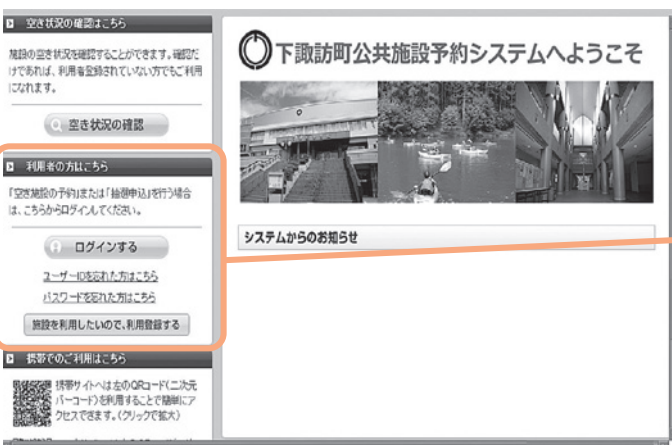 空き状況の確認はこちら
施設の空き状況を確認することができます。確認だ
けであれば、利用者登録されていない方でもご利用
になれます。
空き状況の確認
利用者の方はこちら
「空き施設の予約」または「抽選申込」を行う場合
は、こちらからログインしてください。
ログインする
ユーザーIDを忘れた方はこちら
パスワードを忘れた方はこちら
施設を利用したいので、利用登録する
携帯でのご利用はこちら
携帯サイトへは左のQRコード(二次元
バーコード)を利用することで簡単にア
クセスできます。(クリックで拡大)
下諏訪町公共施設予約システムへようこそ
システムからのお知らせ